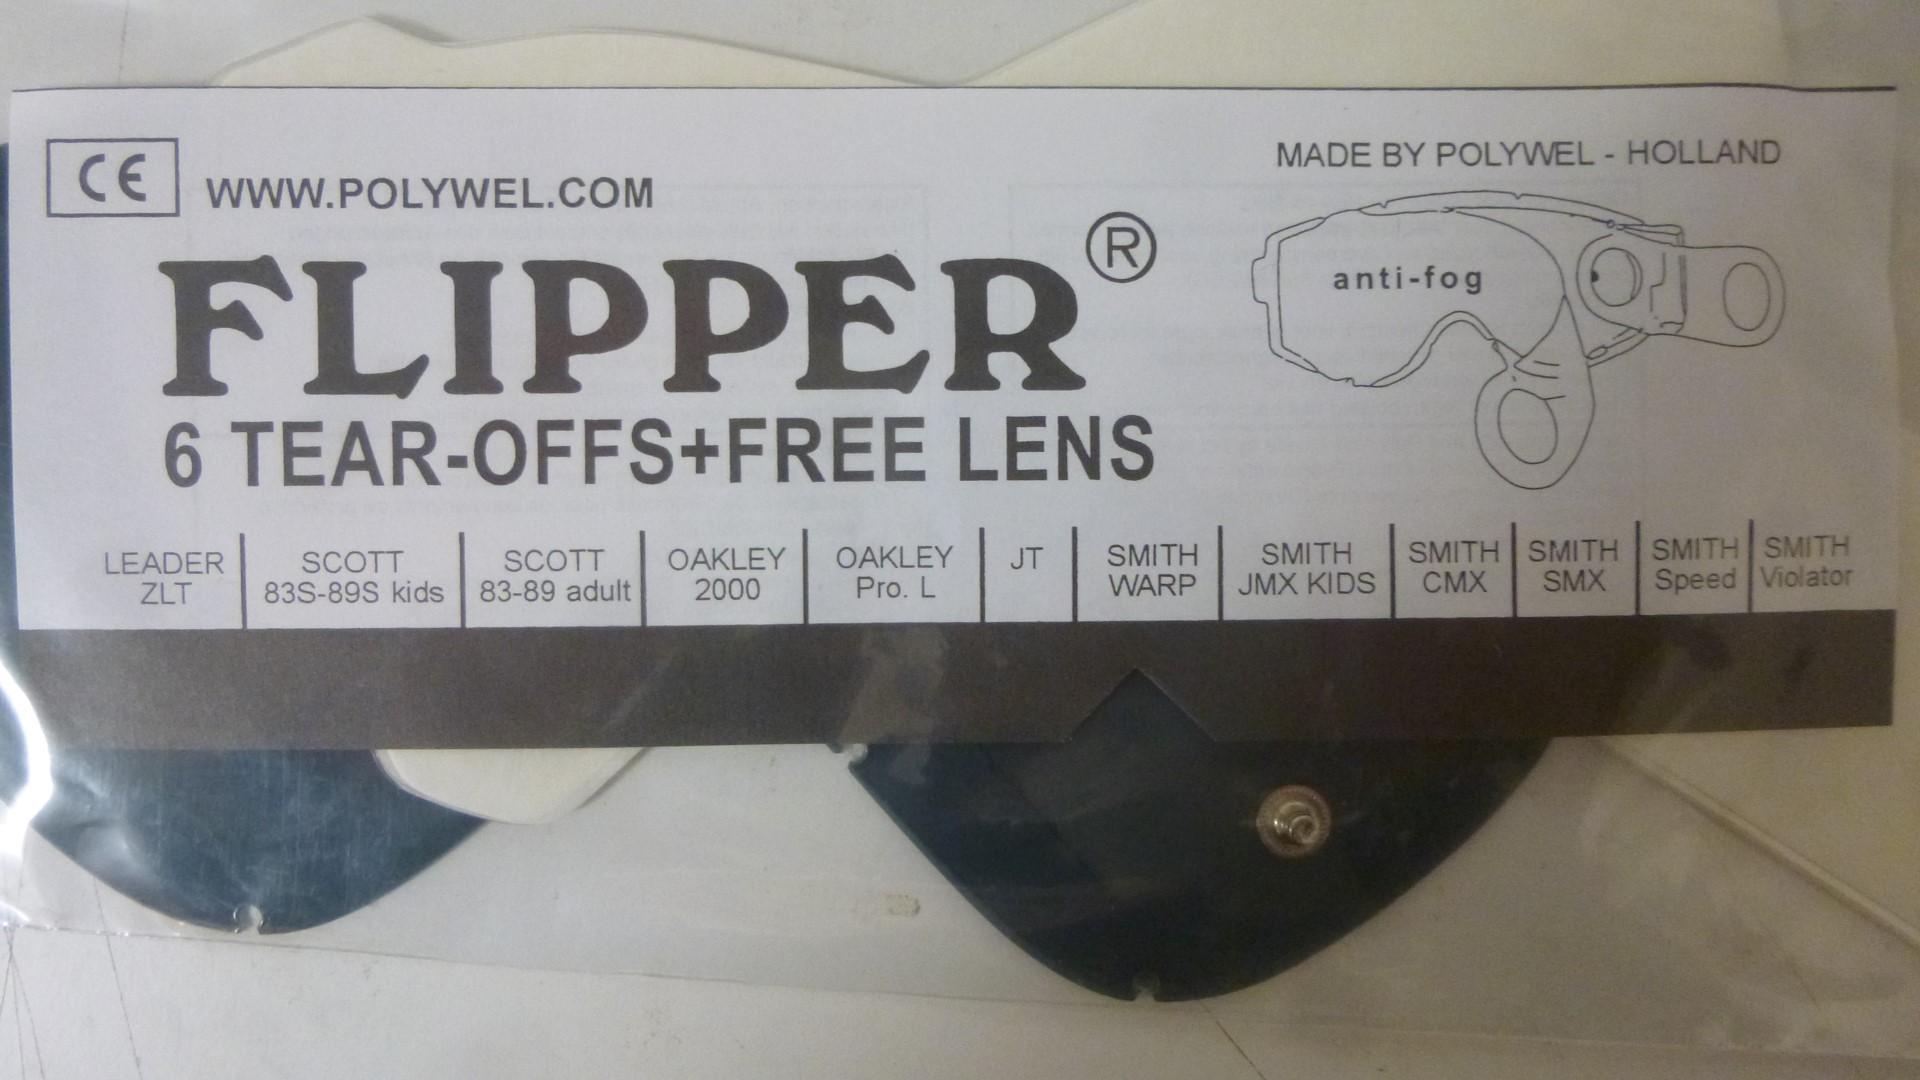 CE
WWW.POLYWEL.COM
MADE BY POLYWEL - HOLLAND
FLIPPER®
anti-fog
6 TEAR-OFFS+FREE LENS
LEADER
ZLT
SCOTT
83S-89S kids
SCOTT
83-89 adult
OAKLEY
2000
OAKLEY
Pro. L
JT
SMITH
WARP
SMITH
JMX KIDS
SMITH
CMX
SMITH
SMX
SMITH
Speed
SMITH
Violator